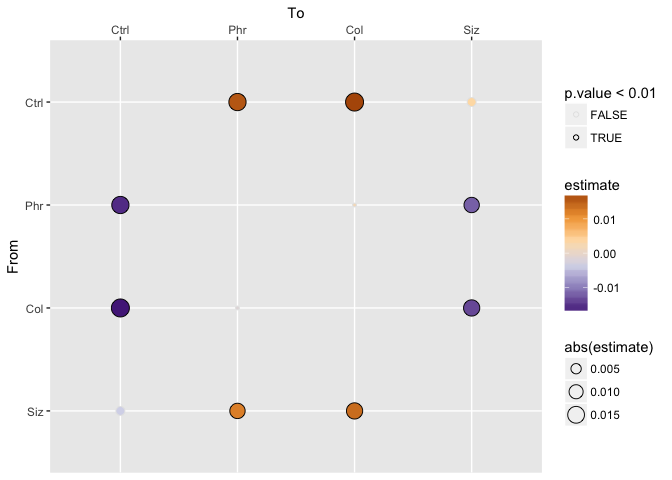 To
Ctrl Phr Col Siz
From
Ctrl
Phr
Col
Siz
p.value < 0.01
FALSE
TRUE
estimate
0.01
0.00
-0.01
abs(estimate)
0.005
0.010
0.015